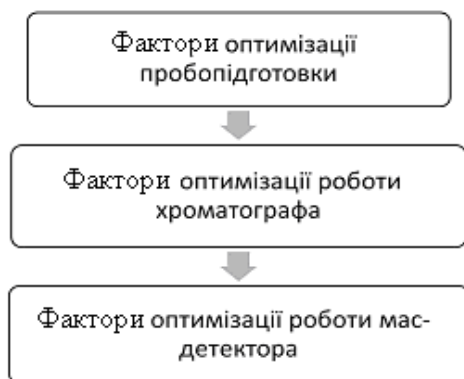 Фактори оптимізації
пробопідготовки
Фактори оптимізації роботи
хроматографа
Фактори оптимізації роботи мас-
детектора